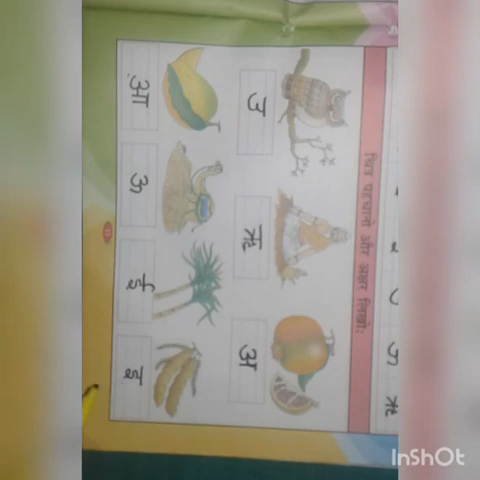 ऊ ऋ
चित्र पहचानो और अक्षर लिखो:
उ ऋ अ
आ ऊ ई इ
InShOt